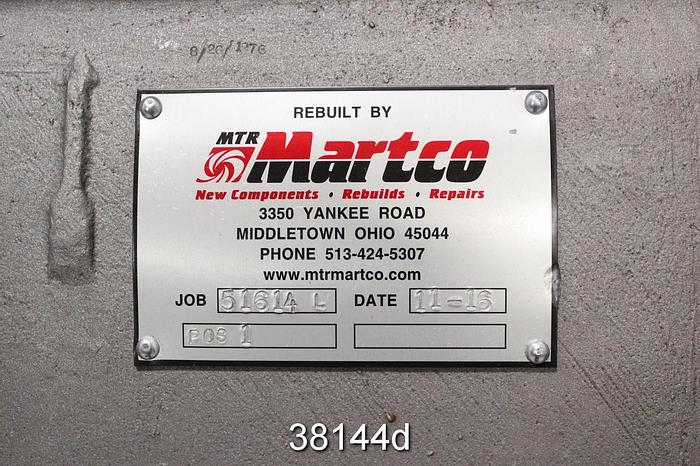 8/26/1976
REBUILT BY
MTR Martco
New Components • Rebuilds • Repairs
3350 YANKEE ROAD
MIDDLETOWN OHIO 45044
PHONE 513-424-5307
www.mtrmartco.com
JOB 51614 L DATE 11-16
POS 1
38144d